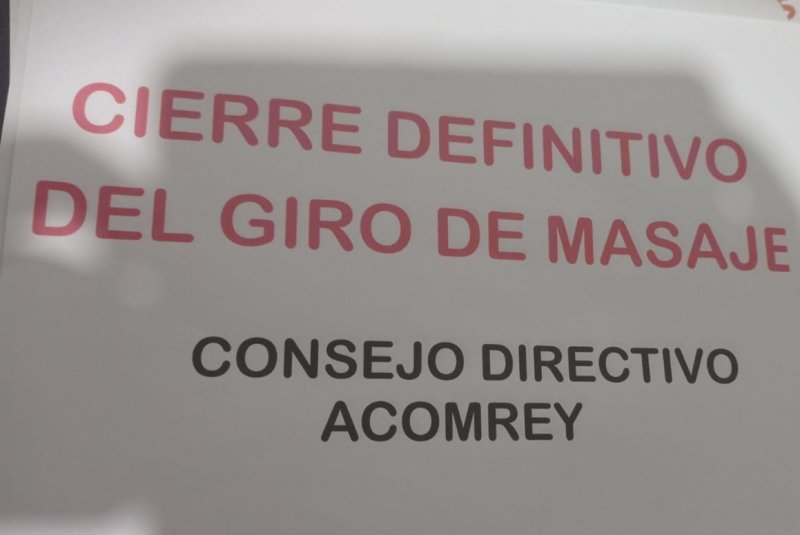 CIERRE DEFINITIVO
DEL GIRO DE MASAJE
CONSEJO DIRECTIVO
ACOMREY